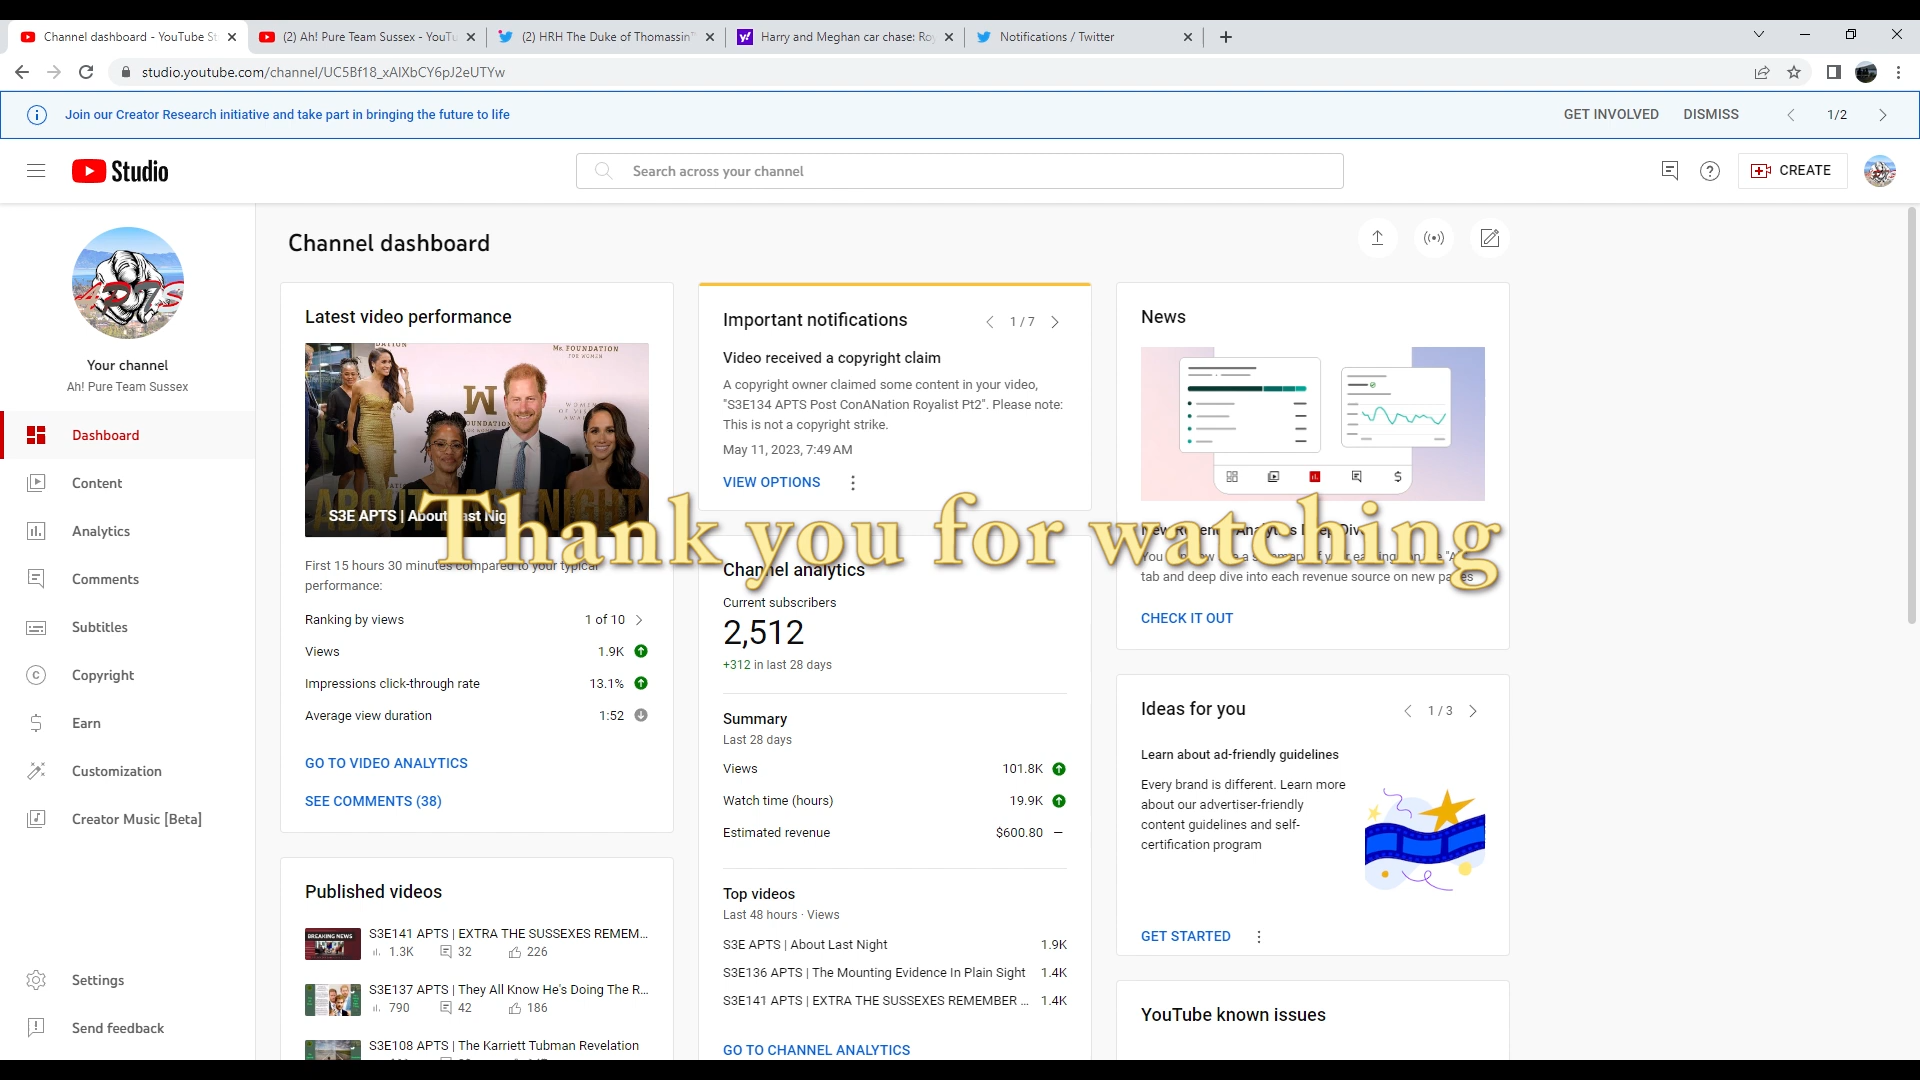 Channel dashboard - YouTube St
(2) Ah! Pure Team Sussex - YouTu
(2) HRH The Duke of Thomassin™
Harry and Meghan car chase: Roy
Notifications / Twitter
studio.youtube.com/channel/UC5Bf18_xAIXbCY6pJ2eUTYw
Join our Creator Research initiative and take part in bringing the future to life
GET INVOLVED
DISMISS
1/2
Studio
Search across your channel
CREATE
Your channel
Ah! Pure Team Sussex
Dashboard
Content
Analytics
Comments
Subtitles
Copyright
Earn
Customization
Creator Music [Beta]
Settings
Send feedback
Channel dashboard
Latest video performance
Ms. FOUNDATION
FOR WOMEN
S3E APTS | About Last Nig
First 15 hours 30 minutes compared to your typical
performance:
Ranking by views 1 of 10
Views 1.9K
Impressions click-through rate 13.1%
Average view duration 1:52
GO TO VIDEO ANALYTICS
SEE COMMENTS (38)
Published videos
BREAKING NEWS
S3E141 APTS | EXTRA THE SUSSEXES REMEM...
1.3K 32 226
S3E137 APTS | They All Know He's Doing The R...
790 42 186
S3E108 APTS | The Karriett Tubman Revelation
Important notifications
1 / 7
Video received a copyright claim
A copyright owner claimed some content in your video,
"S3E134 APTS Post ConANation Royalist Pt2". Please note:
This is not a copyright strike.
May 11, 2023, 7:49 AM
VIEW OPTIONS
Thank you for watching
Channel analytics
Current subscribers
2,512
+312 in last 28 days
Summary
Last 28 days
Views 101.8K
Watch time (hours) 19.9K
Estimated revenue $600.80 —
Top videos
Last 48 hours · Views
S3E APTS | About Last Night 1.9K
S3E136 APTS | The Mounting Evidence In Plain Sight 1.4K
S3E141 APTS | EXTRA THE SUSSEXES REMEMBER ... 1.4K
GO TO CHANNEL ANALYTICS
News
tab and deep dive into each revenue source on new pages
CHECK IT OUT
Ideas for you
1 / 3
Learn about ad-friendly guidelines
Every brand is different. Learn more
about our advertiser-friendly
content guidelines and self-
certification program
GET STARTED
YouTube known issues